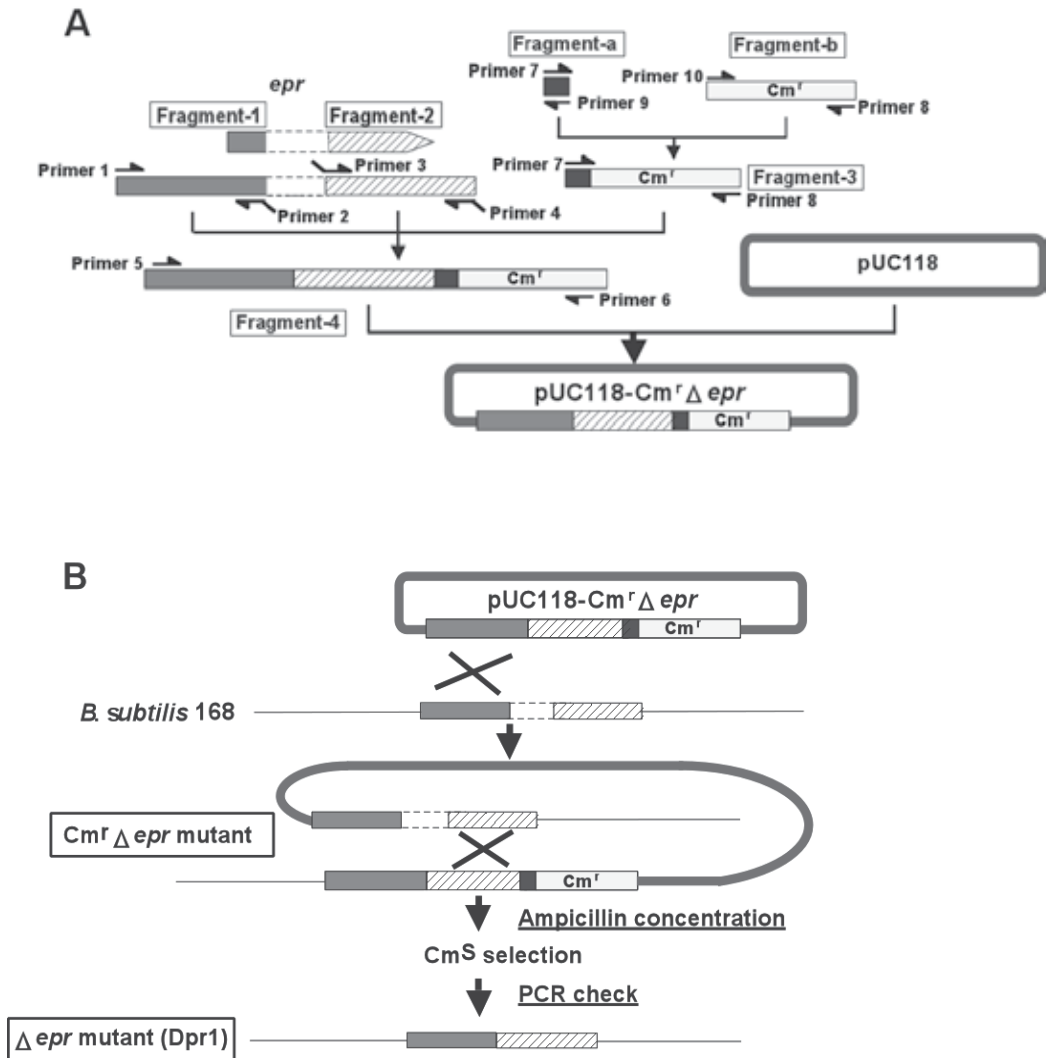 A
Fragment-a
Fragment-b
Primer 7
Primer 10
epr
Cmr
Primer 9
Primer 8
Fragment-1
Fragment-2
Primer 7
Primer 1
Primer 3
Cmr
Fragment-3
Primer 8
Primer 2
Primer 4
Primer 5
pUC118
Cmr
Primer 6
Fragment-4
pUC118-Cmr Δ epr
Cmr
B
pUC118-Cmr Δ epr
Cmr
B. subtilis 168
Cmr Δ epr mutant
Cmr
Ampicillin concentration
CmS selection
PCR check
Δ epr mutant (Dpr1)